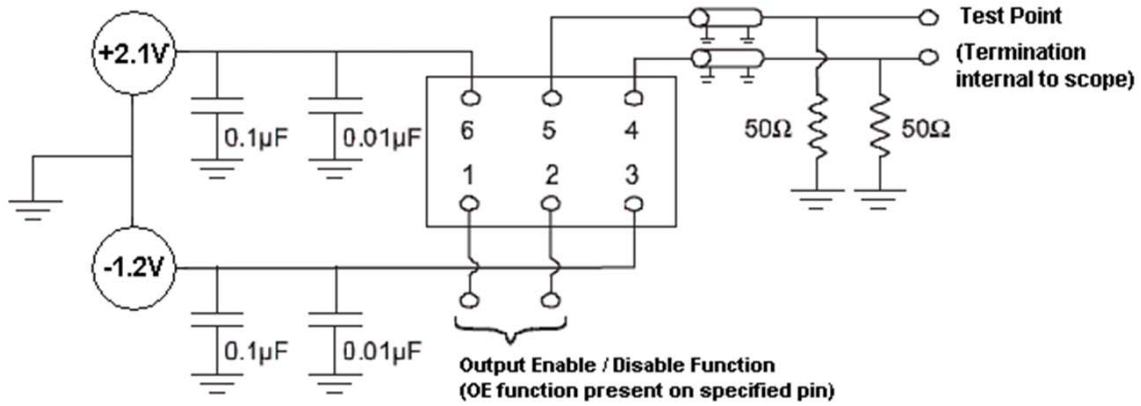 +2.1V
0.1µF
0.01µF
6 5 4
1 2 3
Test Point
(Termination
internal to scope)
50Ω
50Ω
-1.2V
0.1µF
0.01µF
Output Enable / Disable Function
(OE function present on specified pin)